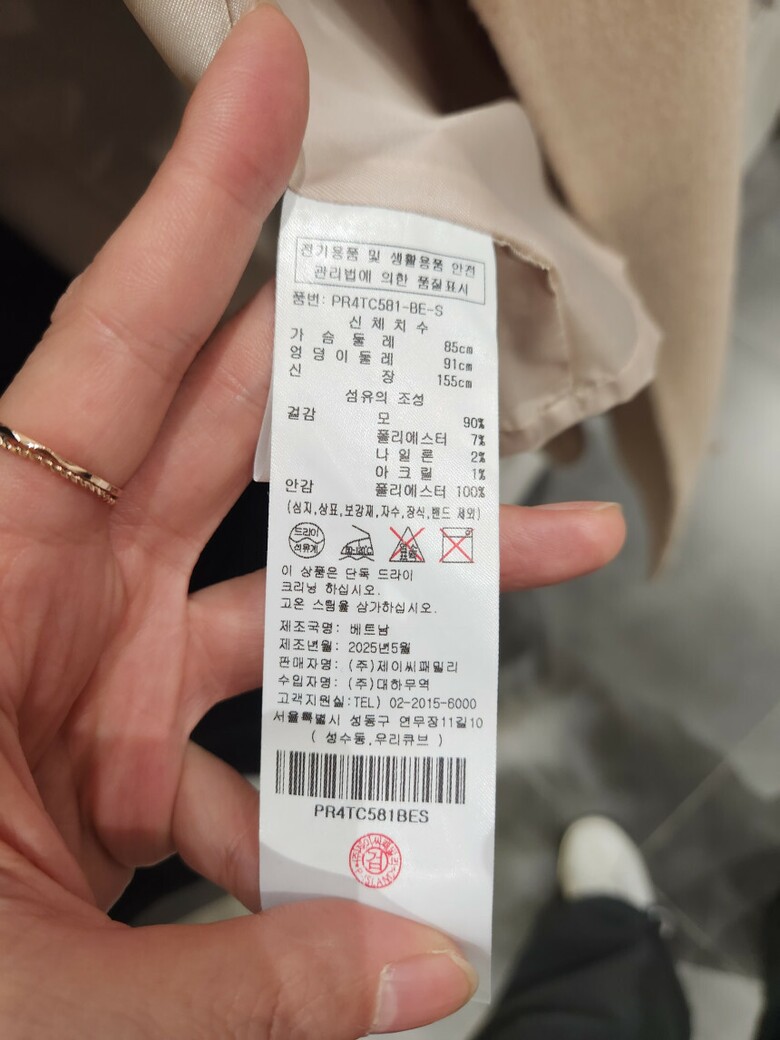 전기용품 및 생활용품 안전
관리법에 의한 품질표시
품번: PR4TC581-BE-S
신체치수
가슴둘레 85cm
엉덩이둘레 91cm
신장 155cm
섬유의 조성
겉감 모 90%
폴리에스터 7%
나일론 2%
아크릴 1%
안감 폴리에스터 100%
(심지,상표,보강재,자수,장식,밴드 제외)
드라이
석유계
이 상품은 단독 드라이
크리닝 하십시오.
고온 스팀을 삼가하십시오.
제조국명: 베트남
제조년월: 2025년5월
판매자명: (주)제이씨패밀리
수입자명: (주)대하무역
고객지원실:TEL) 02-2015-6000
서울특별시 성동구 연무장11길10
( 성수동,우리큐브 )
PR4TC581BES
검